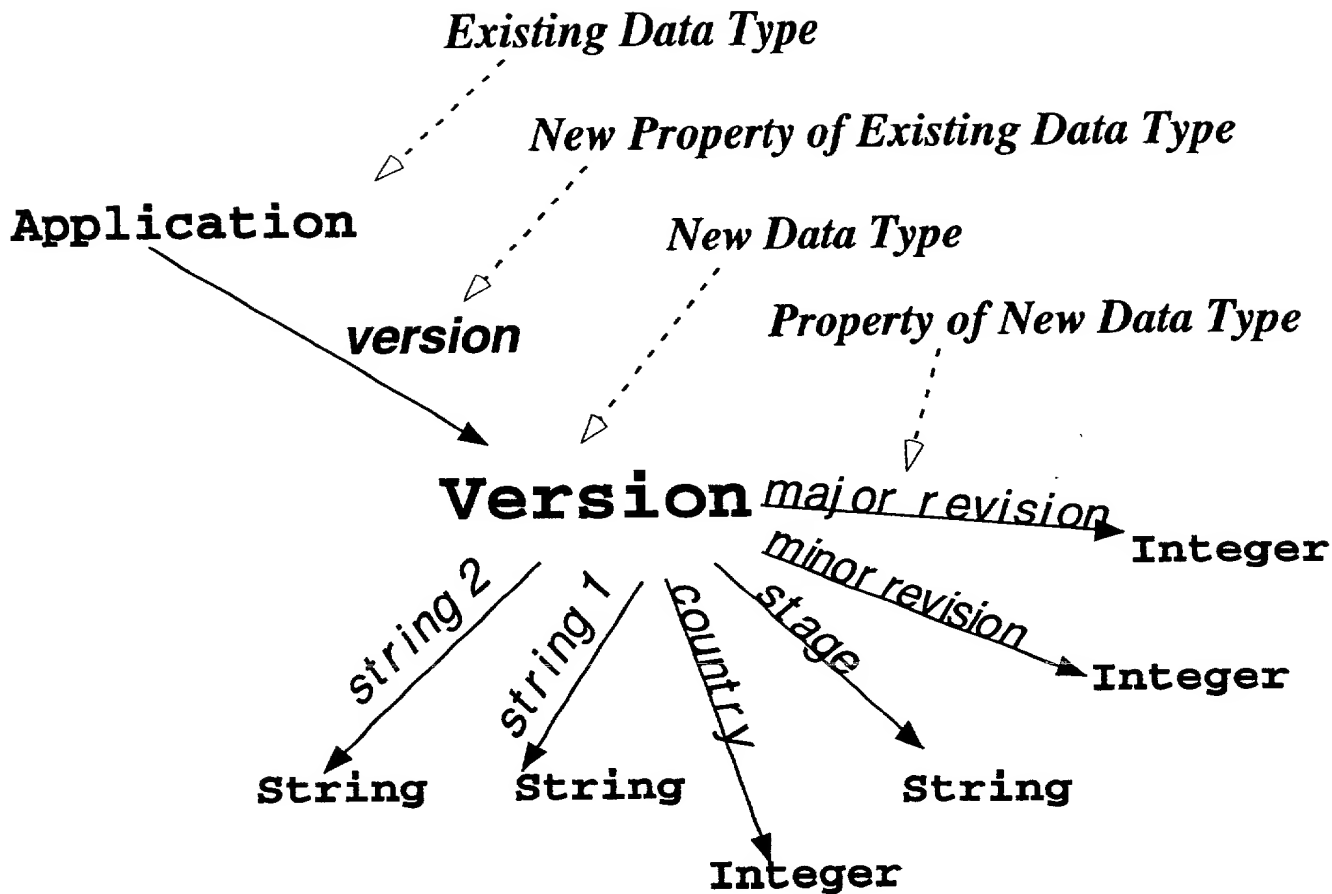 Existing Data Type
New Property of Existing Data Type
Application
New Data Type
version
Property of New Data Type
Version
major revision
Integer
minor revision
string 2
string 1
country
stage
Integer
String
String
String
Integer